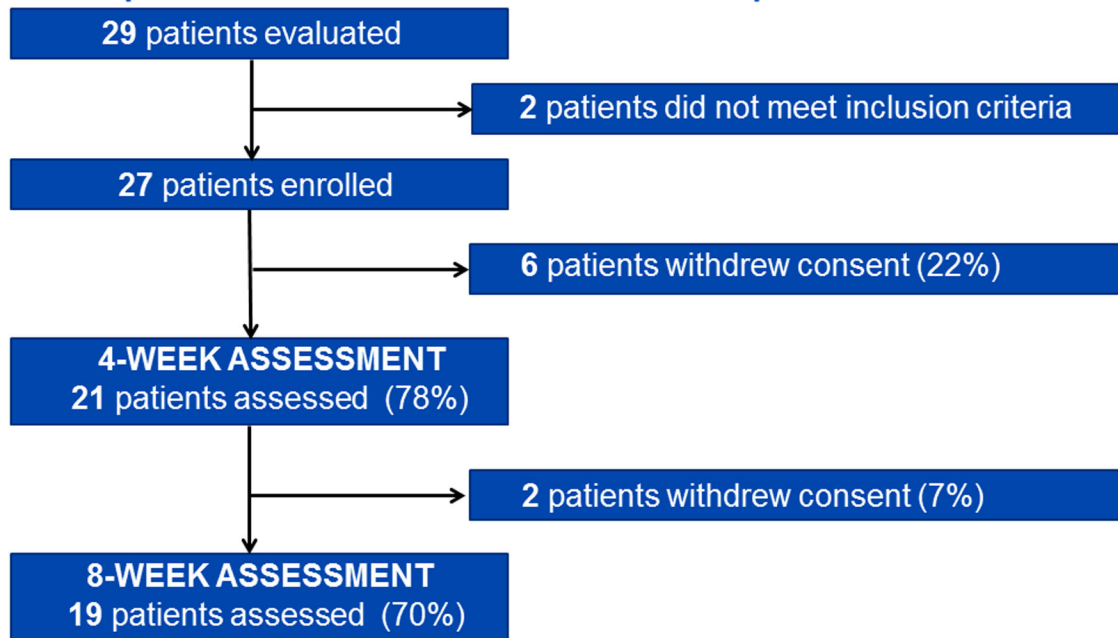 29 patients evaluated
2 patients did not meet inclusion criteria
27 patients enrolled
6 patients withdrew consent (22%)
4-WEEK ASSESSMENT
21 patients assessed (78%)
2 patients withdrew consent (7%)
8-WEEK ASSESSMENT
19 patients assessed (70%)